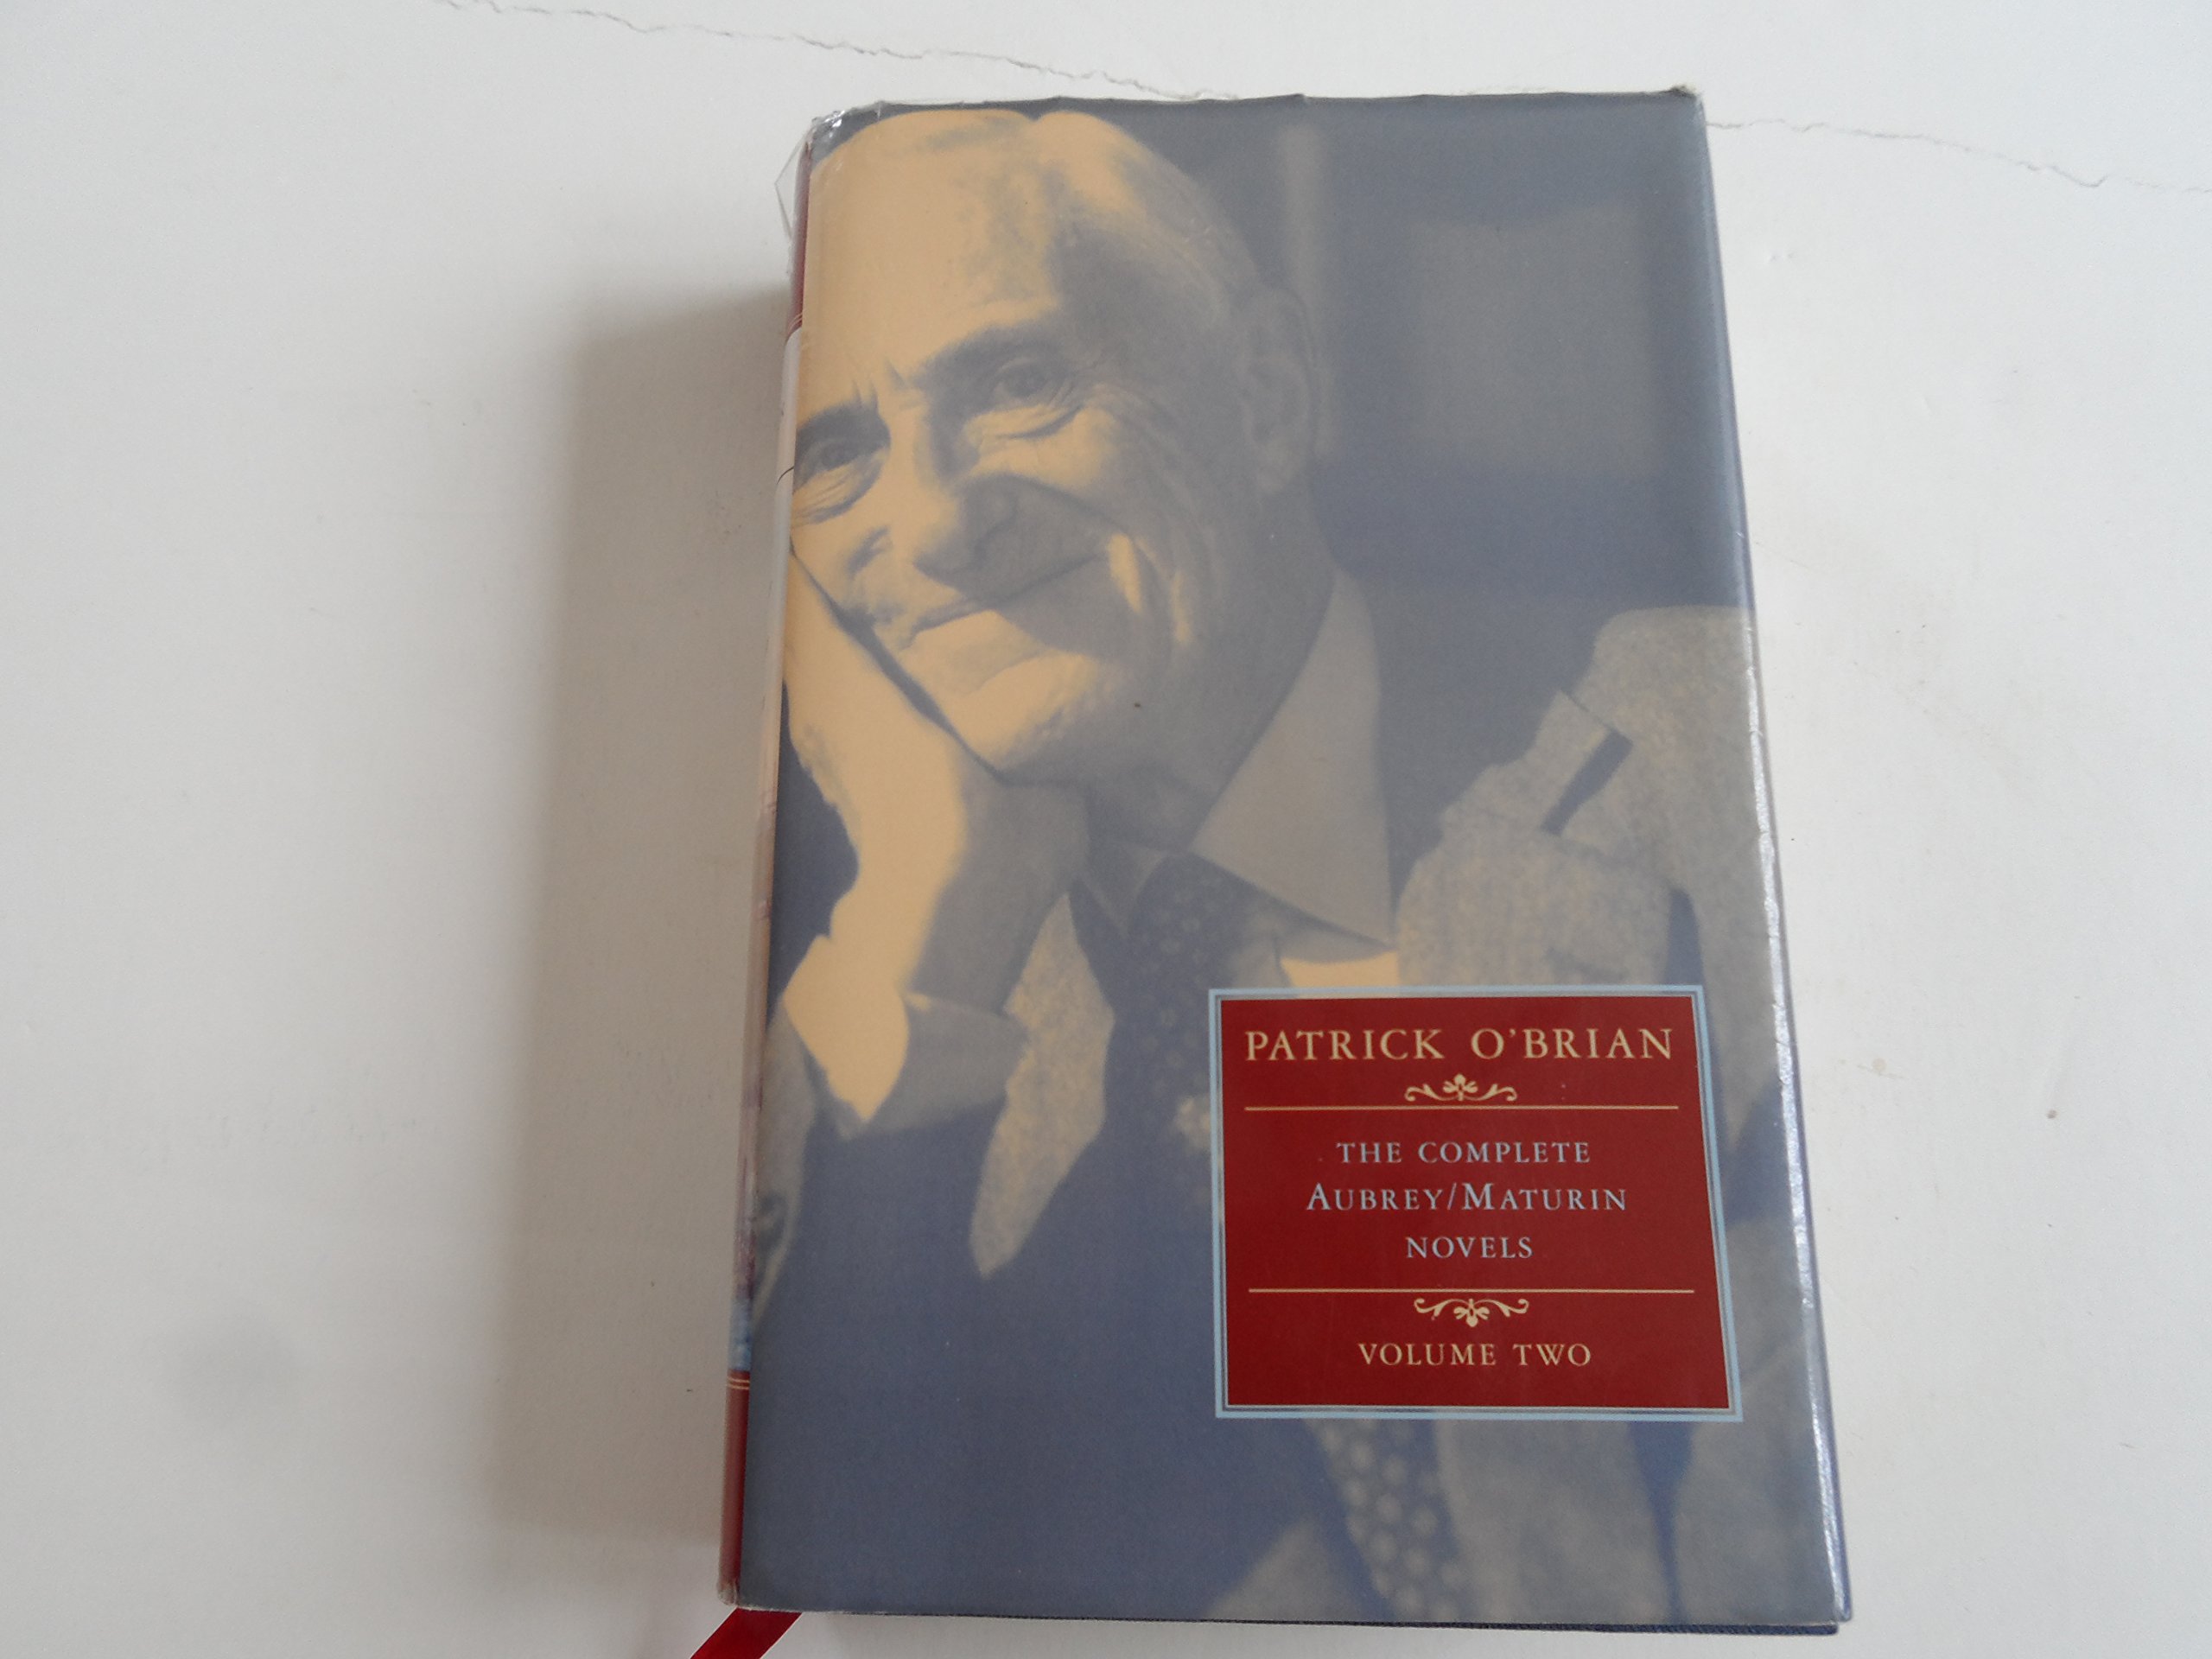 PATRICK O'BRIAN
THE COMPLETE
AUBREY/MATURIN
NOVELS
VOLUME TWO